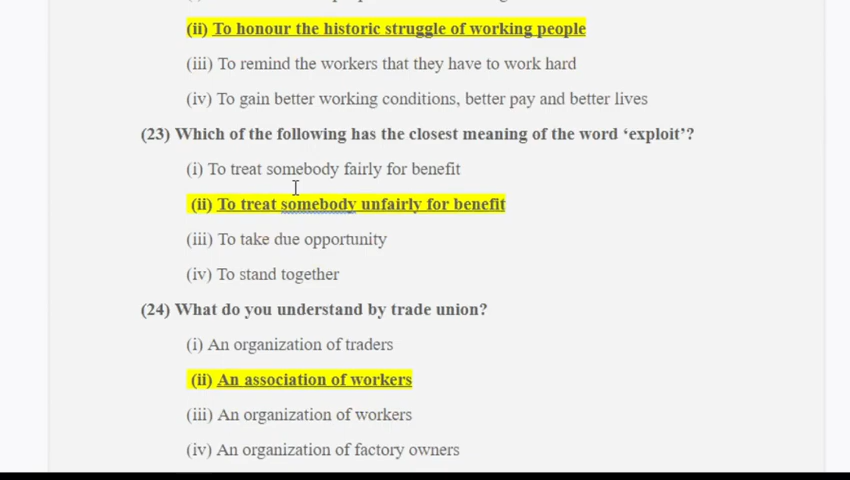 (ii) To honour the historic struggle of working people
(iii) To remind the workers that they have to work hard
(iv) To gain better working conditions, better pay and better lives
(23) Which of the following has the closest meaning of the word ‘exploit’?
(i) To treat somebody fairly for benefit
(ii) To treat somebody unfairly for benefit
(iii) To take due opportunity
(iv) To stand together
(24) What do you understand by trade union?
(i) An organization of traders
(ii) An association of workers
(iii) An organization of workers
(iv) An organization of factory owners